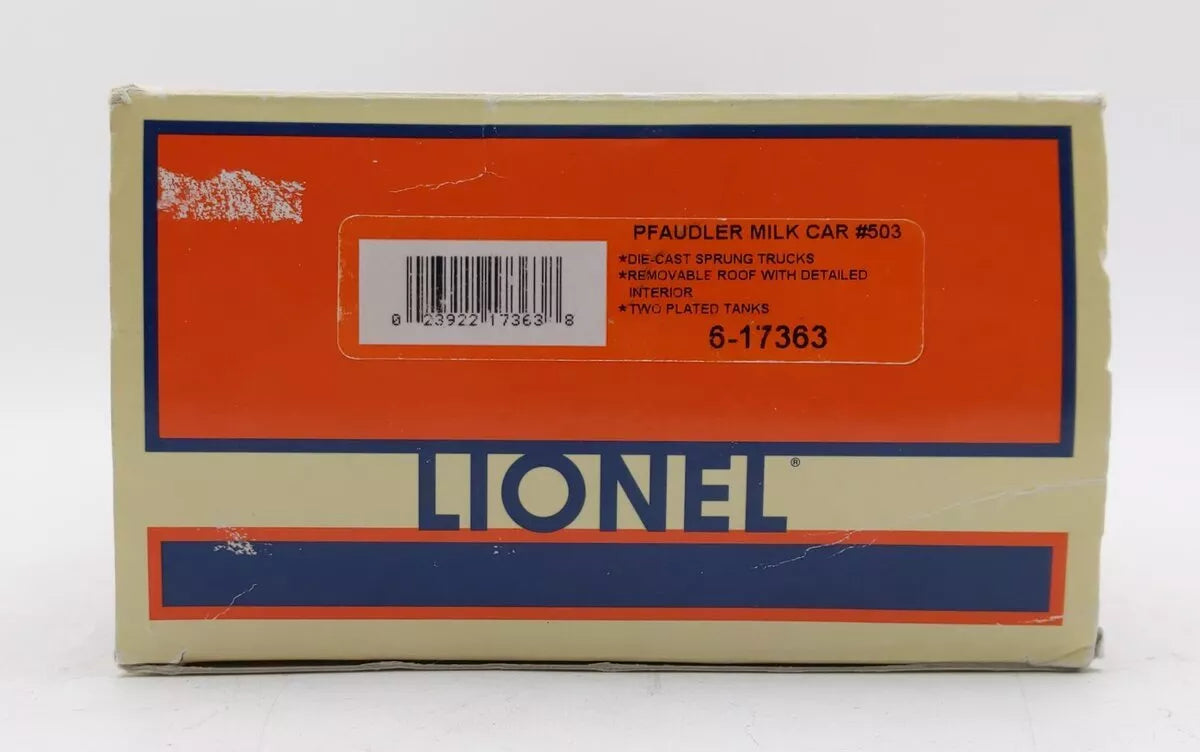 PFAUDLER MILK CAR #503
*DIE-CAST SPRUNG TRUCKS
*REMOVABLE ROOF WITH DETAILED
INTERIOR
*TWO PLATED TANKS
6-17363
0 23922 17363 8
LIONEL®